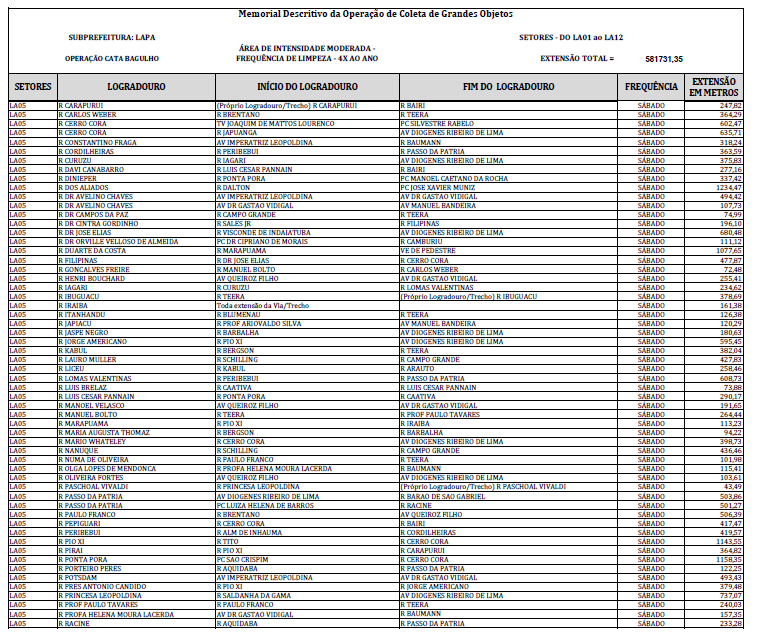 Memorial Descritivo da Operação de Coleta de Grandes Objetos
SUBPREFEITURA: LAPA
SETORES - DO LA01 ao LA12
ÁREA DE INTENSIDADE MODERADA -
OPERAÇÃO CATA BAGULHO
FREQUÊNCIA DE LIMPEZA - 4X AO ANO
EXTENSÃO TOTAL = 581731,35
SETORES LOGRADOURO INÍCIO DO LOGRADOURO FIM DO LOGRADOURO FREQUÊNCIA EXTENSÃO EM METROS
LA05 R CARAPURUI (Próprio Logradouro/Trecho) R CARAPURUI R BAIRI SÁBADO 247,82
LA05 R CARLOS WEBER R BRENTANO R TEERA SÁBADO 364,29
LA05 R CERRO CORA TV JOAQUIM DE MATTOS LOURENCO PC SILVESTRE RABELO SÁBADO 602,47
LA05 R CERRO CORA R JAPUANGA AV DIOGENES RIBEIRO DE LIMA SÁBADO 635,71
LA05 R CONSTANTINO FRAGA AV IMPERATRIZ LEOPOLDINA R BAUMANN SÁBADO 318,24
LA05 R CORDILHEIRAS R PERIBEBUI R PASSO DA PATRIA SÁBADO 363,59
LA05 R CURUZU R IAGARI AV DIOGENES RIBEIRO DE LIMA SÁBADO 375,83
LA05 R DAVI CANABARRO R LUIS CESAR PANNAIN R BAIRI SÁBADO 277,16
LA05 R DINIEPER R PONTA PORA PC MANOEL CAETANO DA ROCHA SÁBADO 337,42
LA05 R DOS ALIADOS R DALTON PC JOSE XAVIER MUNIZ SÁBADO 1234,47
LA05 R DR AVELINO CHAVES AV IMPERATRIZ LEOPOLDINA AV DR GASTAO VIDIGAL SÁBADO 494,42
LA05 R DR AVELINO CHAVES AV DR GASTAO VIDIGAL AV MANUEL BANDEIRA SÁBADO 107,73
LA05 R DR CAMPOS DA PAZ R CAMPO GRANDE R TEERA SÁBADO 74,99
LA05 R DR CINTRA GORDINHO R SALES JR R FILIPINAS SÁBADO 196,10
LA05 R DR JOSE ELIAS R VISCONDE DE INDAIATUBA AV DIOGENES RIBEIRO DE LIMA SÁBADO 680,48
LA05 R DR ORVILLE VELLOSO DE ALMEIDA PC DR CIPRIANO DE MORAIS R CAMBURIU SÁBADO 111,12
LA05 R DUARTE DA COSTA R MARAPUAMA VE DE PEDESTRE SÁBADO 1077,65
LA05 R FILIPINAS R DR JOSE ELIAS R CERRO CORA SÁBADO 477,87
LA05 R GONCALVES FREIRE R MANUEL BOLTO R CARLOS WEBER SÁBADO 72,48
LA05 R HENRI BOUCHARD AV QUEIROZ FILHO AV DR GASTAO VIDIGAL SÁBADO 255,41
LA05 R IAGARI R CURUZU R LOMAS VALENTINAS SÁBADO 234,62
LA05 R IBUGUACU R TEERA (Próprio Logradouro/Trecho) R IBUGUACU SÁBADO 378,69
LA05 R IRAIBA Toda extensão da Via/Trecho SÁBADO 161,38
LA05 R ITANHANDU R BLUMENAU R TEERA SÁBADO 126,38
LA05 R JAPIACU R PROF ARIOVALDO SILVA AV MANUEL BANDEIRA SÁBADO 120,29
LA05 R JASPE NEGRO R BARBALHA AV DIOGENES RIBEIRO DE LIMA SÁBADO 180,63
LA05 R JORGE AMERICANO R PIO XI AV DIOGENES RIBEIRO DE LIMA SÁBADO 595,45
LA05 R KABUL R BERGSON R TEERA SÁBADO 382,04
LA05 R LAURO MULLER R SCHILLING R CAMPO GRANDE SÁBADO 427,83
LA05 R LICEU R KABUL R ARAUTO SÁBADO 258,46
LA05 R LOMAS VALENTINAS R PERIBEBUI R PASSO DA PATRIA SÁBADO 608,73
LA05 R LUIS BRELAZ R CAATIVA R LUIS CESAR PANNAIN SÁBADO 73,88
LA05 R LUIS CESAR PANNAIN R PONTA PORA R CAATIVA SÁBADO 290,17
LA05 R MANOEL VELASCO AV QUEIROZ FILHO AV DR GASTAO VIDIGAL SÁBADO 191,65
LA05 R MANUEL BOLTO R TEERA R PROF PAULO TAVARES SÁBADO 264,44
LA05 R MARAPUAMA R PIO XI R IRAIBA SÁBADO 113,23
LA05 R MARIA AUGUSTA THOMAZ R BERGSON R BARBALHA SÁBADO 94,22
LA05 R MARIO WHATELEY R CERRO CORA AV DIOGENES RIBEIRO DE LIMA SÁBADO 398,73
LA05 R NANUQUE R SCHILLING R CAMPO GRANDE SÁBADO 436,46
LA05 R NUMA DE OLIVEIRA R PAULO FRANCO R TEERA SÁBADO 101,98
LA05 R OLGA LOPES DE MENDONCA R PROFA HELENA MOURA LACERDA R BAUMANN SÁBADO 115,41
LA05 R OLIVEIRA FORTES AV QUEIROZ FILHO AV DR GASTAO VIDIGAL SÁBADO 103,61
LA05 R PASCHOAL VIVALDI R PRINCESA LEOPOLDINA (Próprio Logradouro/Trecho) R PASCHOAL VIVALDI SÁBADO 43,49
LA05 R PASSO DA PATRIA AV DIOGENES RIBEIRO DE LIMA R BARAO DE SAO GABRIEL SÁBADO 503,86
LA05 R PASSO DA PATRIA PC LUIZA HELENA DE BARROS R RACINE SÁBADO 501,27
LA05 R PAULO FRANCO R BRENTANO AV QUEIROZ FILHO SÁBADO 506,39
LA05 R PEPIGUARI R CERRO CORA R BAIRI SÁBADO 417,47
LA05 R PERIBEBUI R ALM DE INHAUMA R CORDILHEIRAS SÁBADO 419,57
LA05 R PIO XI R TITO R CERRO CORA SÁBADO 1143,55
LA05 R PIRAI R PIO XI R CARAPURUI SÁBADO 364,82
LA05 R PONTA PORA PC SAO CRISPIM R CERRO CORA SÁBADO 1158,35
LA05 R PORTEIRO PERES R AQUIDABA R PASSO DA PATRIA SÁBADO 122,25
LA05 R POTSDAM AV IMPERATRIZ LEOPOLDINA AV DR GASTAO VIDIGAL SÁBADO 493,43
LA05 R PRES ANTONIO CANDIDO R PIO XI R JORGE AMERICANO SÁBADO 379,48
LA05 R PRINCESA LEOPOLDINA R SALDANHA DA GAMA AV DIOGENES RIBEIRO DE LIMA SÁBADO 737,07
LA05 R PROF PAULO TAVARES R PAULO FRANCO R TEERA SÁBADO 240,03
LA05 R PROFA HELENA MOURA LACERDA AV DR GASTAO VIDIGAL R BAUMANN SÁBADO 157,35
LA05 R RACINE R AQUIDABA R PASSO DA PATRIA SÁBADO 233,28